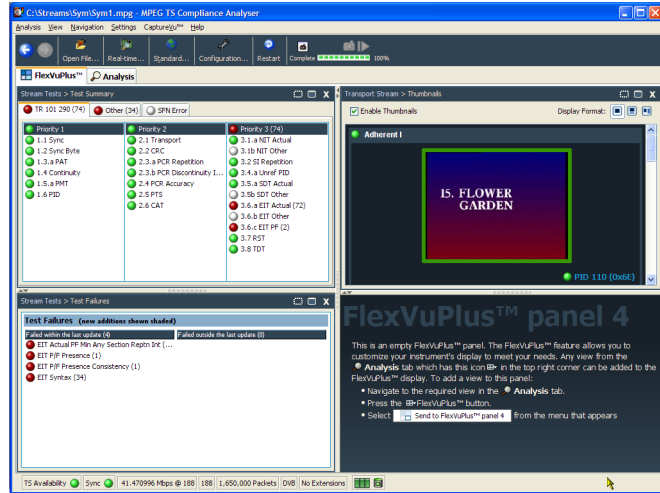 C:\Streams\Sym\Sym1.mpg - MPEG TS Compliance Analyser
Analysis View Navigation Settings CaptureVu™ Help
Open File... Real-time... Standard... Configuration... Restart Complete 100%
FlexVuPlus™ Analysis
Stream Tests > Test Summary
TR 101 290 (74) Other (34) SFN Error
Priority 1
1.1 Sync
1.2 Sync Byte
1.3.a PAT
1.4 Continuity
1.5.a PMT
1.6 PID
Priority 2
2.1 Transport
2.2 CRC
2.3.a PCR Repetition
2.3.b PCR Discontinuity I...
2.4 PCR Accuracy
2.5 PTS
2.6 CAT
Priority 3 (74)
3.1.a NIT Actual
3.1b NIT Other
3.2 SI Repetition
3.4.a Unref PID
3.5.a SDT Actual
3.5b SDT Other
3.6.a EIT Actual (72)
3.6.b EIT Other
3.6.c EIT PF (2)
3.7 RST
3.8 TDT
Transport Stream > Thumbnails
Enable Thumbnails Display Format:
Adherent I
15. FLOWER
GARDEN
PID 110 (0x6E)
Stream Tests > Test Failures
Test Failures (new additions shown shaded)
Failed within the last update (4) Failed outside the last update (0)
EIT Actual PF Min Any Section Reptn Int (...
EIT P/F Presence (1)
EIT P/F Presence Consistency (1)
EIT Syntax (34)
FlexVuPlus™ panel 4
This is an empty FlexVuPlus™ panel. The FlexVuPlus™ feature allows you to
customize your instrument's display to meet your needs. Any view from the
Analysis tab which has this icon in the top right corner can be added to the
FlexVuPlus™ display. To add a view to this panel:
• Navigate to the required view in the Analysis tab.
• Press the FlexVuPlus™ button.
• Select Send to FlexVuPlus™ panel 4 from the menu that appears
TS Availability Sync 41.470996 Mbps @ 188 188 1,650,000 Packets DVB No Extensions